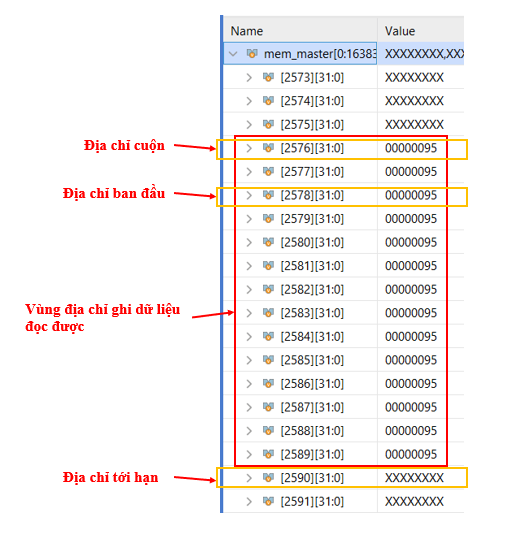 Name Value
mem_master[0:16383 XXXXXXXX,XXX
[2573][31:0] XXXXXXXX
[2574][31:0] XXXXXXXX
[2575][31:0] XXXXXXXX
Địa chỉ cuộn [2576][31:0] 00000095
[2577][31:0] 00000095
Địa chỉ ban đầu [2578][31:0] 00000095
[2579][31:0] 00000095
[2580][31:0] 00000095
[2581][31:0] 00000095
[2582][31:0] 00000095
Vùng địa chỉ ghi dữ liệu [2583][31:0] 00000095
đọc được [2584][31:0] 00000095
[2585][31:0] 00000095
[2586][31:0] 00000095
[2587][31:0] 00000095
[2588][31:0] 00000095
[2589][31:0] 00000095
Địa chỉ tới hạn [2590][31:0] XXXXXXXX
[2591][31:0] XXXXXXXX